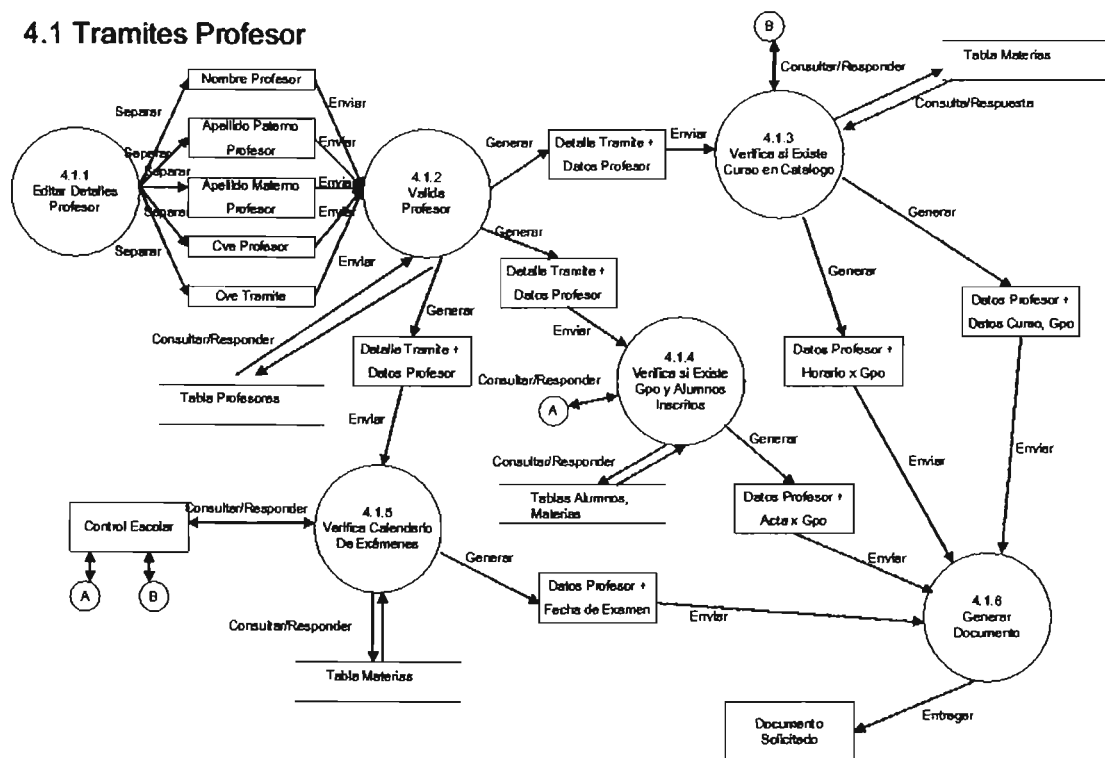 4.1 Tramites Profesor
B
Consultar/Responder
Tabla Materias
Consulta/Respuesta
Nombre Profesor
Separar
Enviar
Apellido Paterno
Profesor
Separar
Enviar
4.1.1
Editar Detalles
Profesor
Separar
Apellido Materno
Profesor
Enviar
Separar
Cve Profesor
Enviar
Separar
Cve Tramite
Enviar
4.1.2
Valida
Profesor
Generar
Detalle Tramite +
Datos Profesor
Enviar
4.1.3
Verifica si Existe
Curso en Catalogo
Generar
Detalle Tramite +
Datos Profesor
Enviar
Generar
Generar
Datos Profesor +
Datos Curso, Gpo
Generar
Detalle Tramite +
Datos Profesor
Consultar/Responder
Tabla Profesores
Enviar
4.1.4
Verifica si Existe
Gpo y Alumnos
Inscritos
Consultar/Responder
A
Datos Profesor +
Horario x Gpo
Enviar
Enviar
Generar
Consultar/Responder
Tablas Alumnos,
Materias
Datos Profesor +
Acta x Gpo
Enviar
Control Escolar
Consultar/Responder
A
B
4.1.5
Verifica Calendario
De Exámenes
Generar
Datos Profesor +
Fecha de Examen
Enviar
4.1.6
Generar
Documento
Consultar/Responder
Tabla Materias
Entregar
Documento
Solicitado